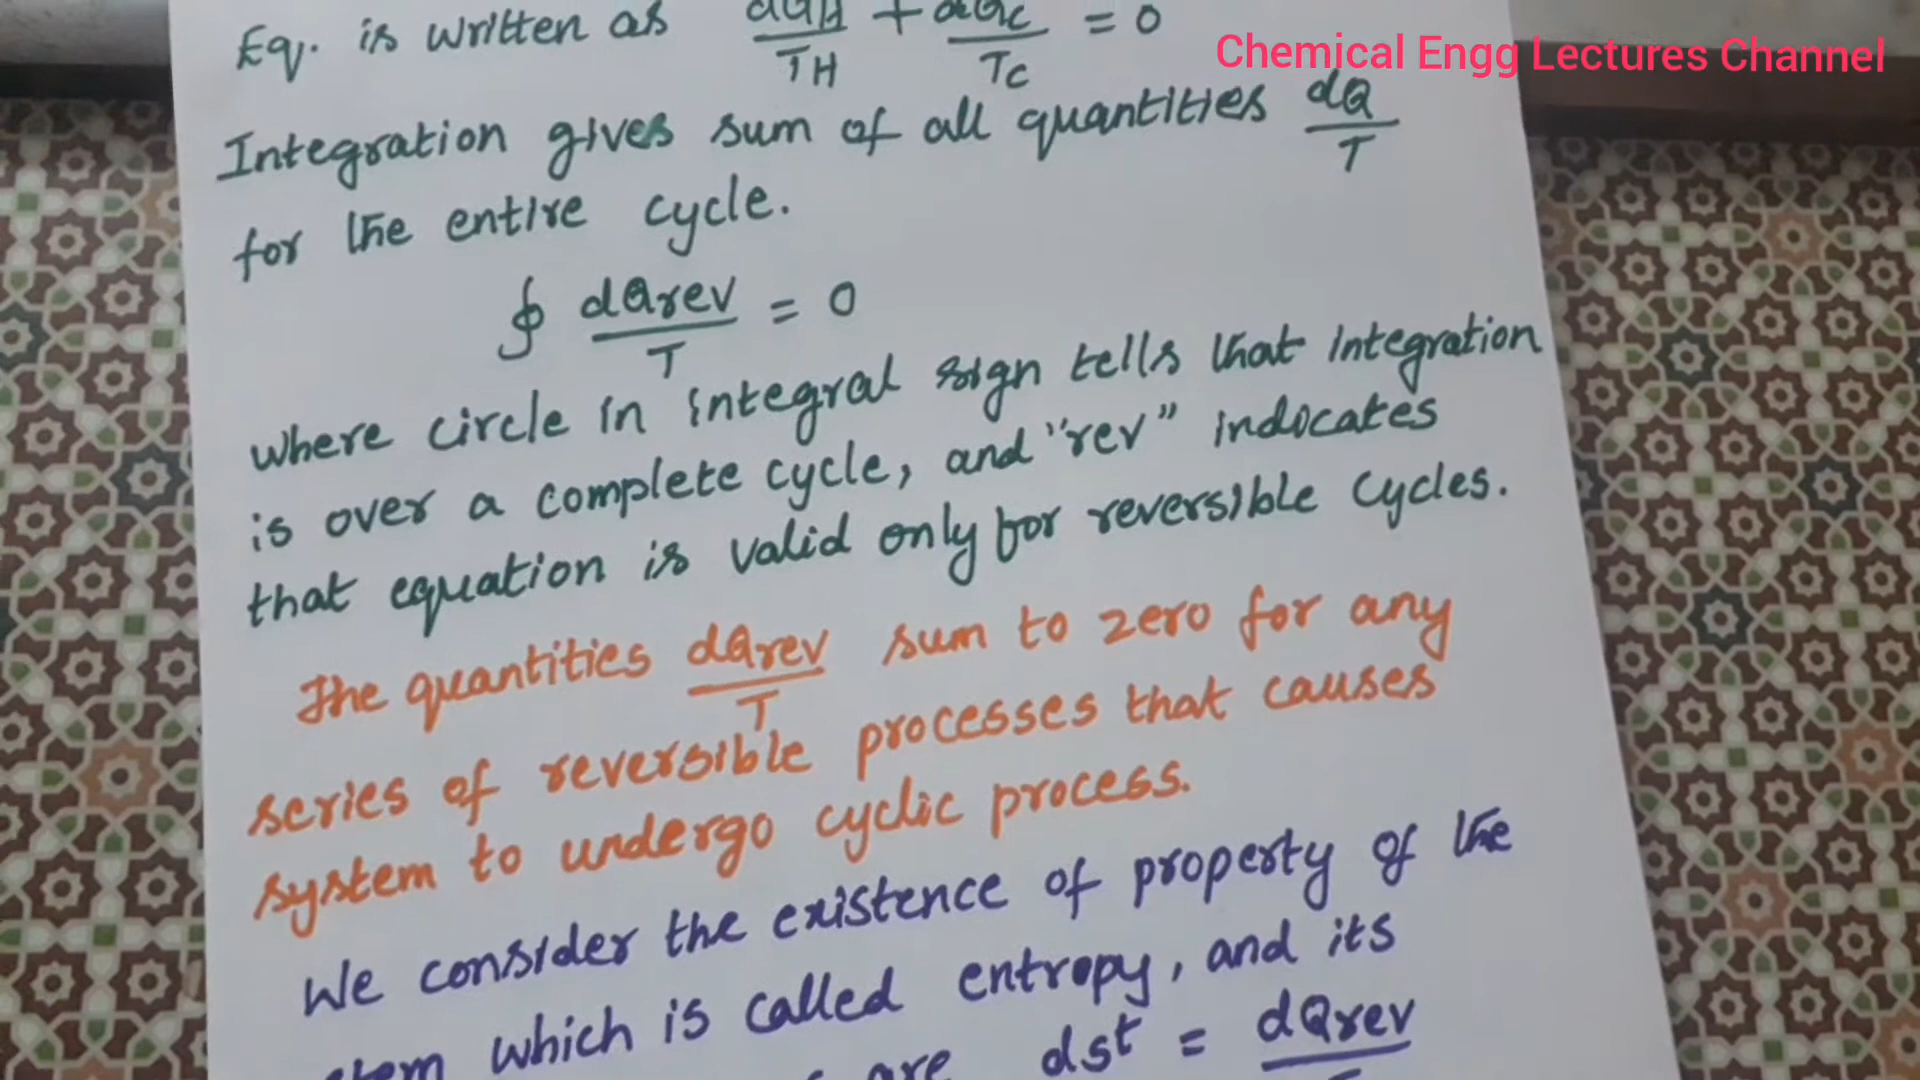 Chemical Engg Lectures Channel
Eq. is written as dQH/TH + dQc/Tc = 0
Integration gives sum of all quantities dQ/T
for the entire cycle.
∮ dQrev/T = 0
where circle in integral sign tells that integration
is over a complete cycle, and "rev" indicates
that equation is valid only for reversible cycles.
The quantities dQrev/T sum to zero for any
series of reversible processes that causes
system to undergo cyclic process.
We consider the existence of property of the
which is called entropy, and its
are dSt = dQrev